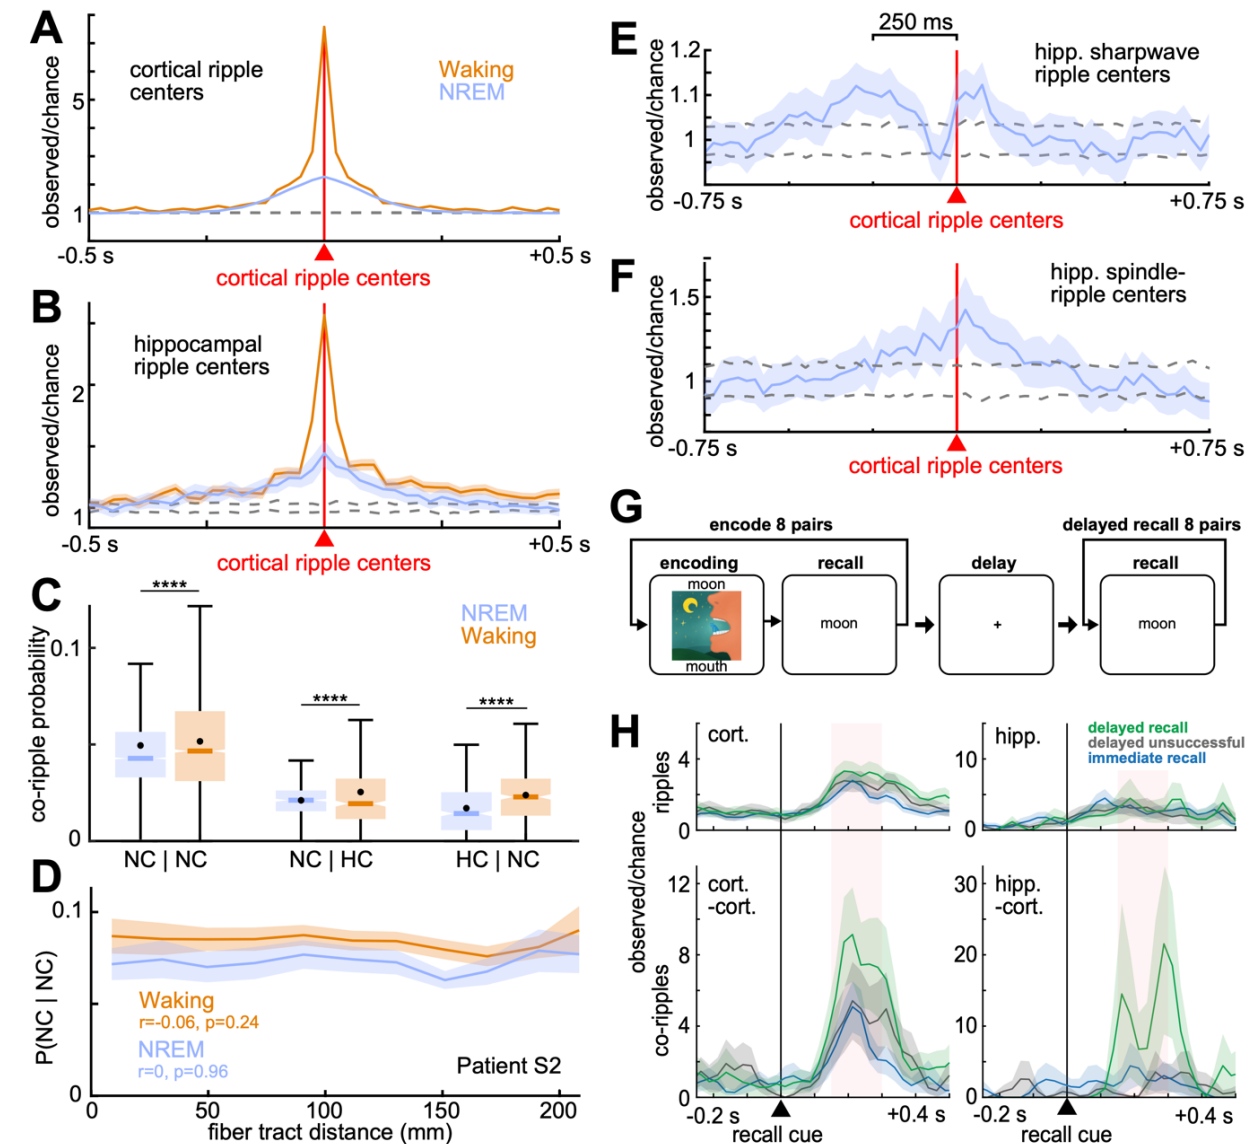 A
observed/chance
5
1
cortical ripple
centers
Waking
NREM
-0.5 s
+0.5 s
cortical ripple centers
B
observed/chance
2
1
hippocampal
ripple centers
-0.5 s
+0.5 s
cortical ripple centers
C
co-ripple probability
0.1
0
****
****
****
NREM
Waking
NC | NC
NC | HC
HC | NC
D
P(NC | NC)
0.1
0
Waking
r=-0.06, p=0.24
NREM
r=0, p=0.96
Patient S2
0
50
100
150
200
fiber tract distance (mm)
E
250 ms
observed/chance
1.2
1.1
1
hipp. sharpwave
ripple centers
-0.75 s
+0.75 s
cortical ripple centers
F
observed/chance
1.5
1
hipp. spindle-
ripple centers
-0.75 s
+0.75 s
cortical ripple centers
G
encode 8 pairs
delayed recall 8 pairs
encoding
recall
delay
recall
moon
mouth
moon
+
moon
H
observed/chance
ripples
4
0
cort.
10
0
hipp.
delayed recall
delayed unsuccessful
immediate recall
co-ripples
12
8
4
0
cort.
-cort.
30
20
10
0
hipp.
-cort.
-0.2 s
+0.4 s
recall cue
-0.2 s
+0.4 s
recall cue